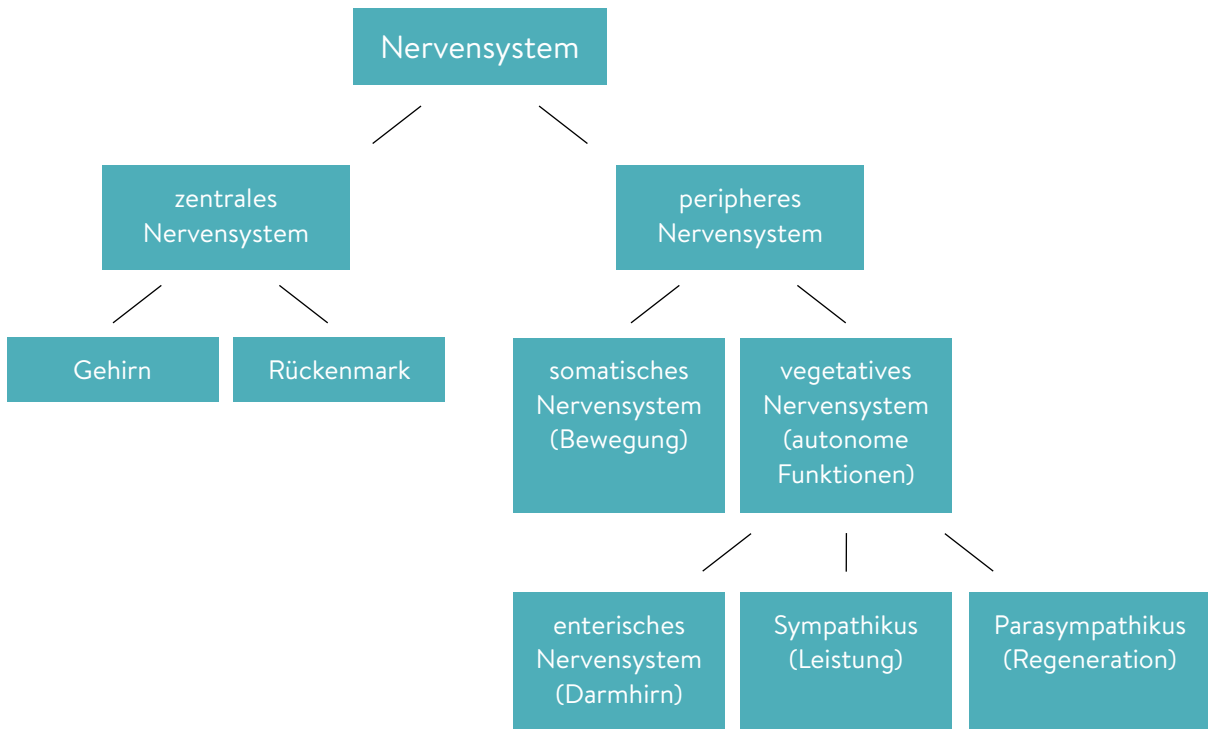 Nervensystem
zentrales
Nervensystem
peripheres
Nervensystem
Gehirn
Rückenmark
somatisches
Nervensystem
(Bewegung)
vegetatives
Nervensystem
(autonome
Funktionen)
enterisches
Nervensystem
(Darmhirn)
Sympathikus
(Leistung)
Parasympathikus
(Regeneration)